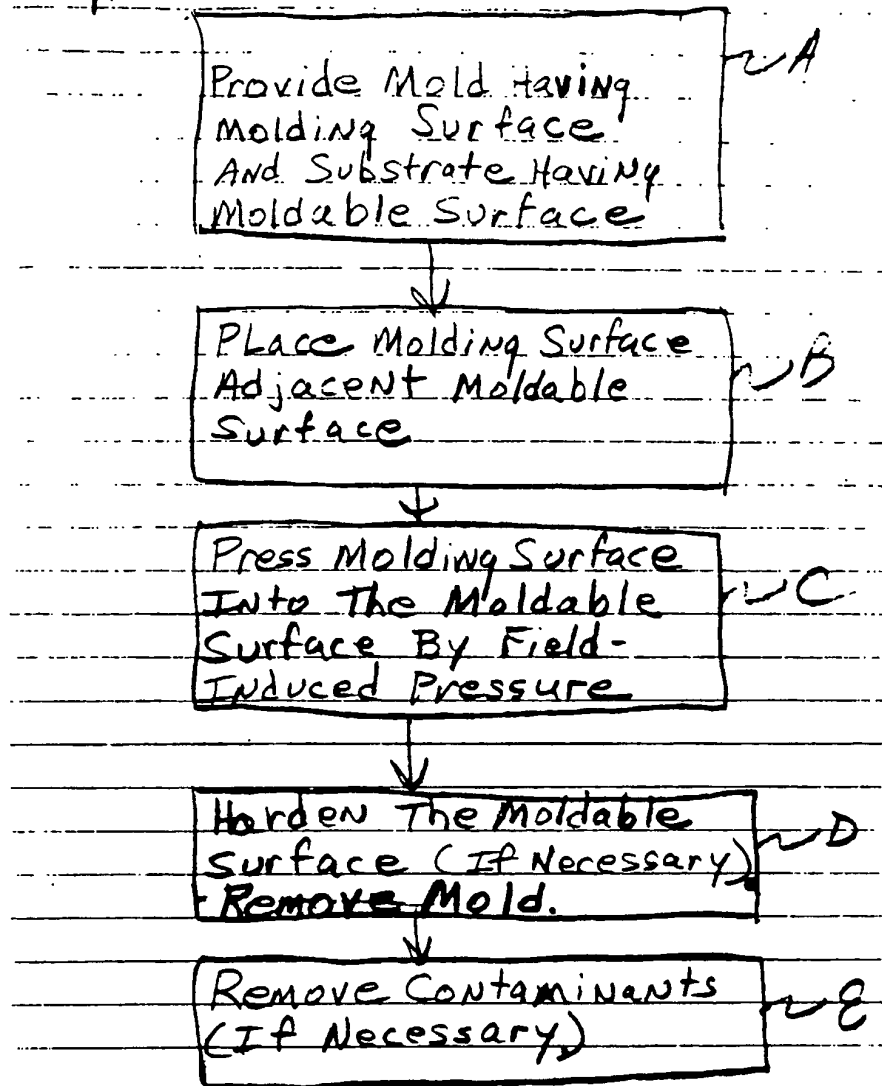 Provide Mold Having
Molding Surface
And Substrate Having
Moldable Surface
A
Place Molding Surface
Adjacent Moldable
Surface
B
Press Molding Surface
Into The Moldable
Surface By Field-
Induced Pressure
C
Harden The Moldable
Surface (If Necessary).
Remove Mold.
D
Remove Contaminants
(If Necessary)
E